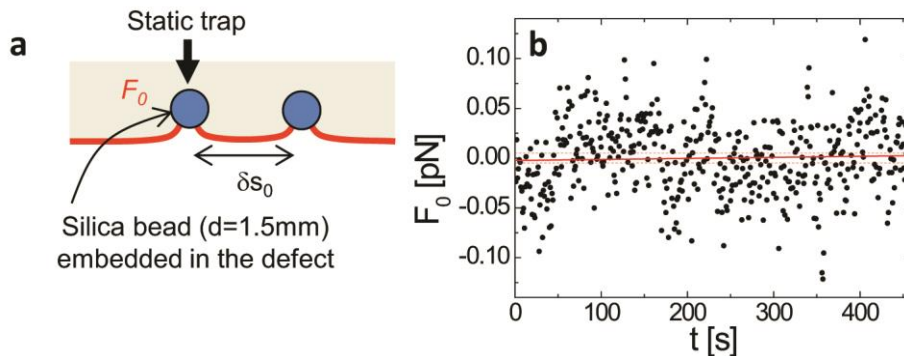 a
Static trap
F₀
δs₀
Silica bead (d=1.5mm)
embedded in the defect
b
F₀ [pN]
0.10
0.05
0.00
-0.05
-0.10
0 100 200 300 400
t [s]